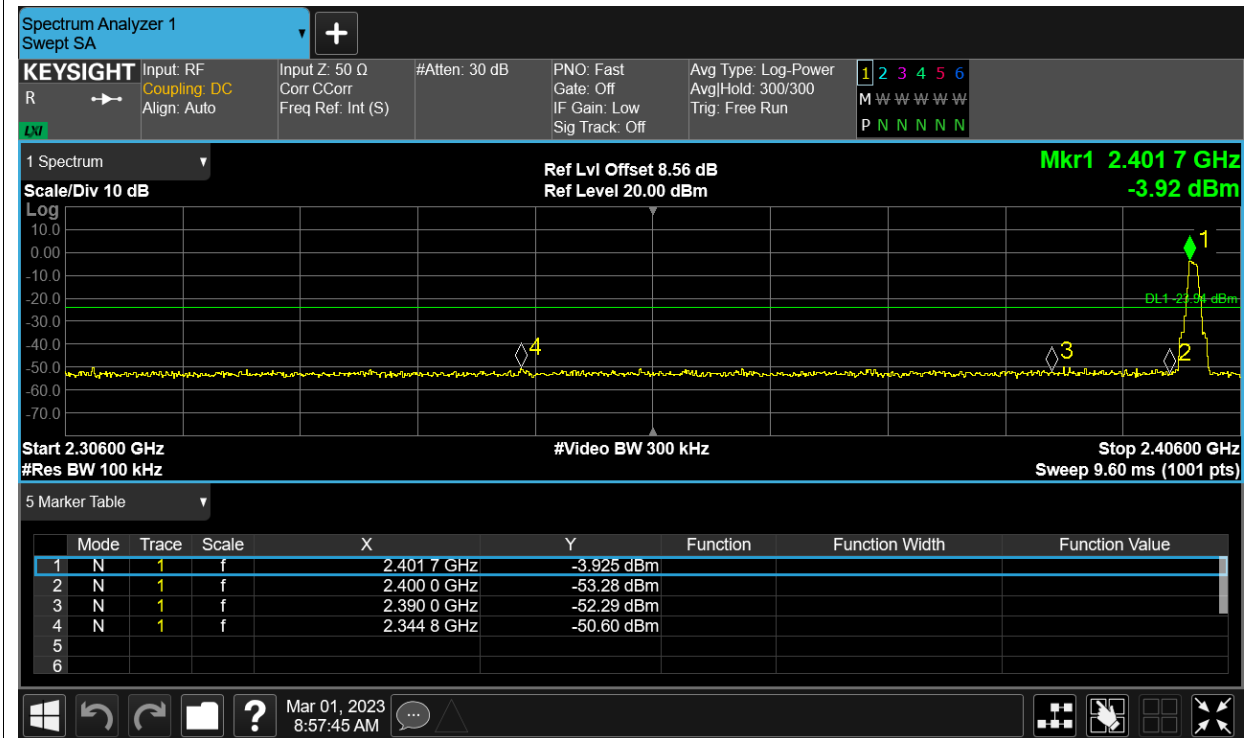 Spectrum Analyzer 1
Swept SA
+
KEYSIGHT Input: RF Input Z: 50 Ω #Atten: 30 dB PNO: Fast Avg Type: Log-Power 1 2 3 4 5 6
R Coupling: DC Corr CCorr Gate: Off Avg|Hold: 300/300 M W W W W W
Align: Auto Freq Ref: Int (S) IF Gain: Low Trig: Free Run
LXI Sig Track: Off P N N N N N
1 Spectrum Ref Lvl Offset 8.56 dB Mkr1 2.401 7 GHz
Scale/Div 10 dB Ref Level 20.00 dBm -3.92 dBm
Log
10.0
1
0.00
-10.0
-20.0 DL1 -23.94 dBm
-30.0
-40.0
4 3 2
-50.0
-60.0
-70.0
Start 2.30600 GHz #Video BW 300 kHz Stop 2.40600 GHz
#Res BW 100 kHz Sweep 9.60 ms (1001 pts)
5 Marker Table
Mode Trace Scale X Y Function Function Width Function Value
1 N 1 f 2.401 7 GHz -3.925 dBm
2 N 1 f 2.400 0 GHz -53.28 dBm
3 N 1 f 2.390 0 GHz -52.29 dBm
4 N 1 f 2.344 8 GHz -50.60 dBm
5
6
? Mar 01, 2023
8:57:45 AM